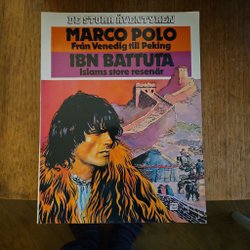 DE STORA ÄVENTYREN
MARCO POLO
Från Venedig till Peking
IBN BATTUTA
Islams store resenär